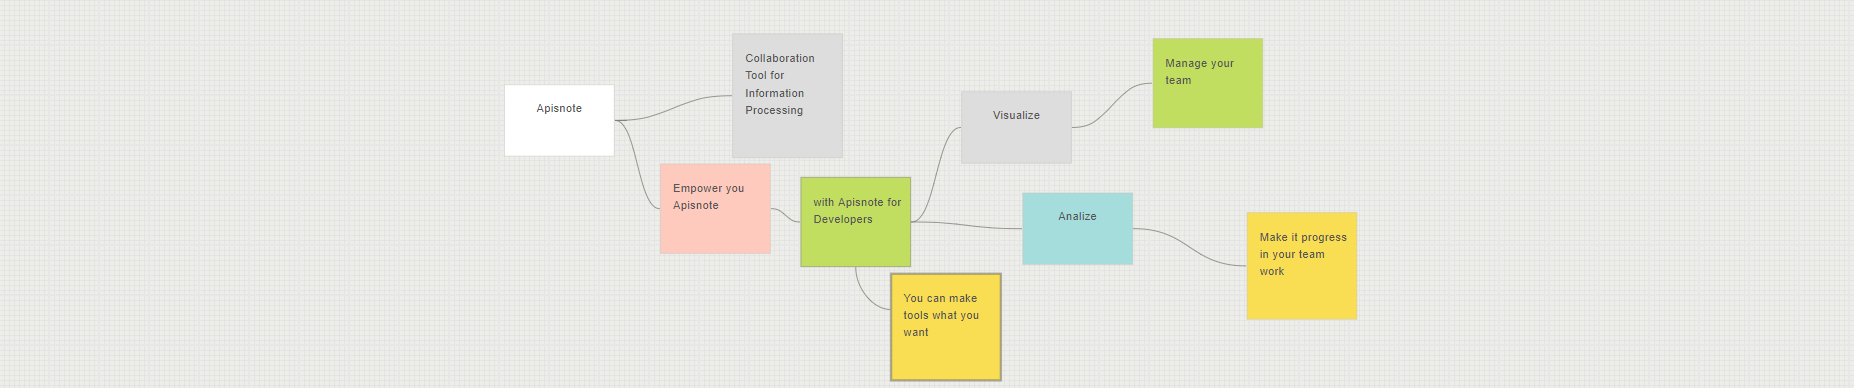 Apisnote
Collaboration
Tool for
Information
Processing
Empower you
Apisnote
with Apisnote for
Developers
You can make
tools what you
want
Visualize
Manage your
team
Analize
Make it progress
in your team
work